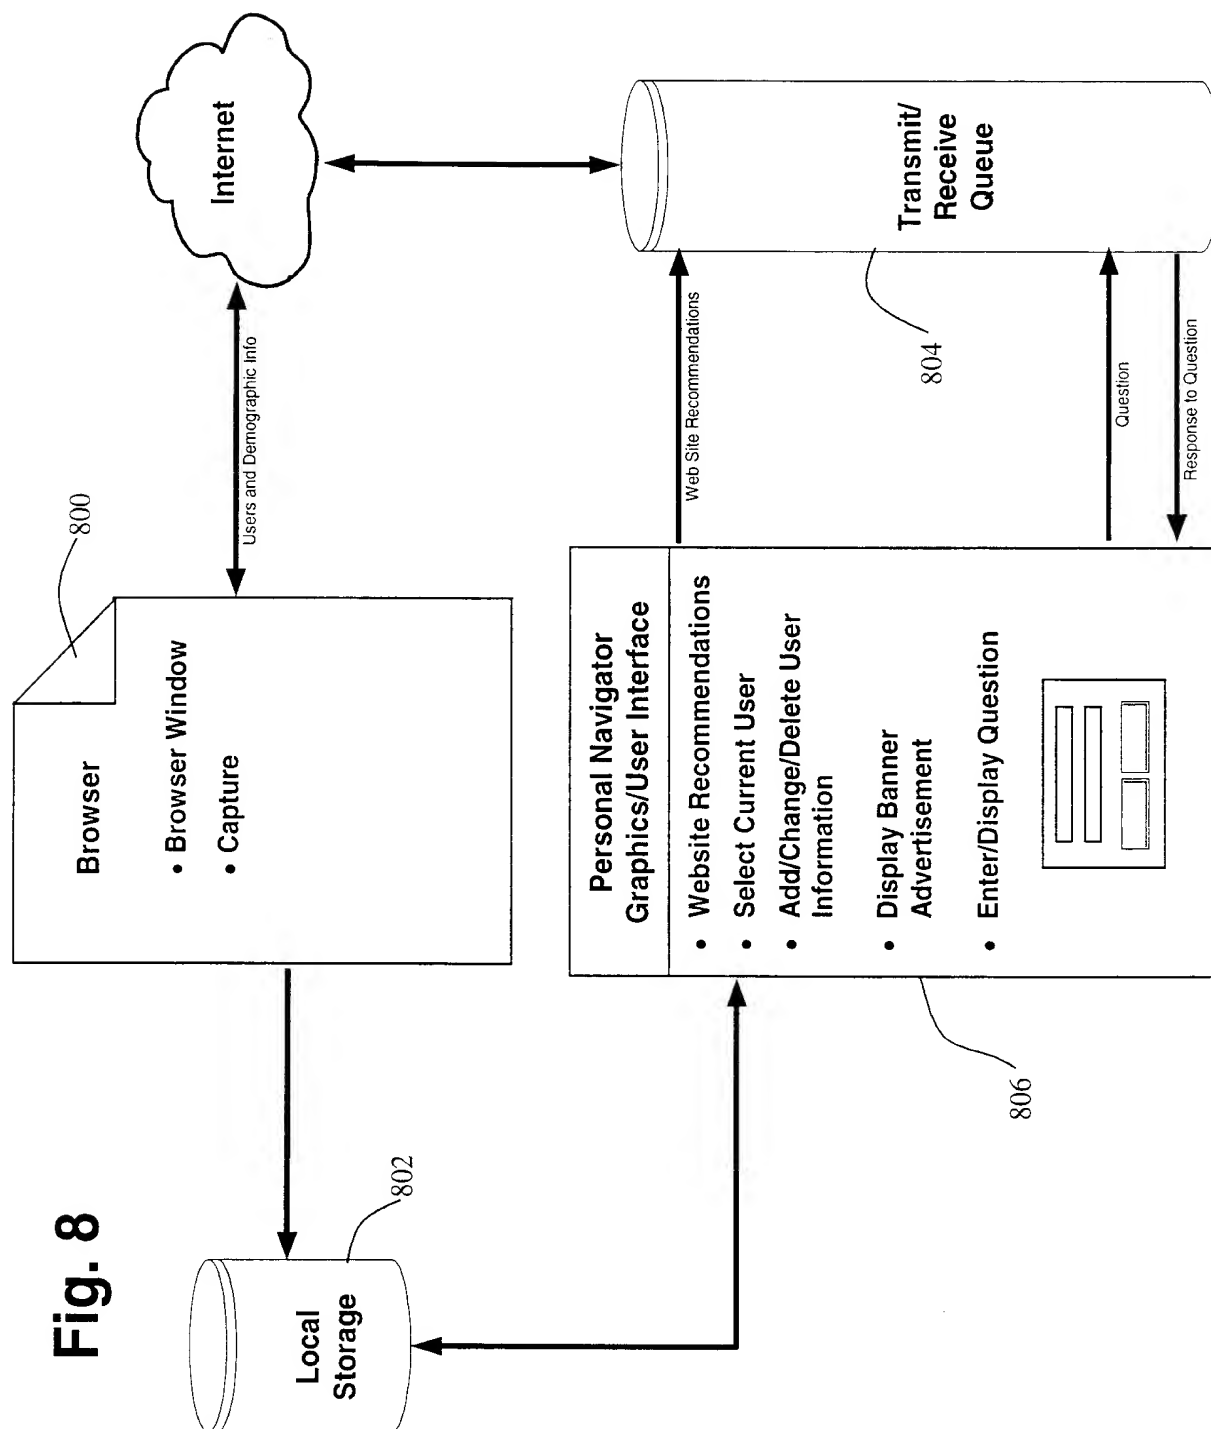 Fig. 8
Browser
• Browser Window
• Capture
800
Users and Demographic Info
Internet
Local
Storage
802
Personal Navigator
Graphics/User Interface
• Website Recommendations
• Select Current User
• Add/Change/Delete User
Information
• Display Banner
Advertisement
• Enter/Display Question
806
Web Site Recommendations
Question
Response to Question
Transmit/
Receive
Queue
804